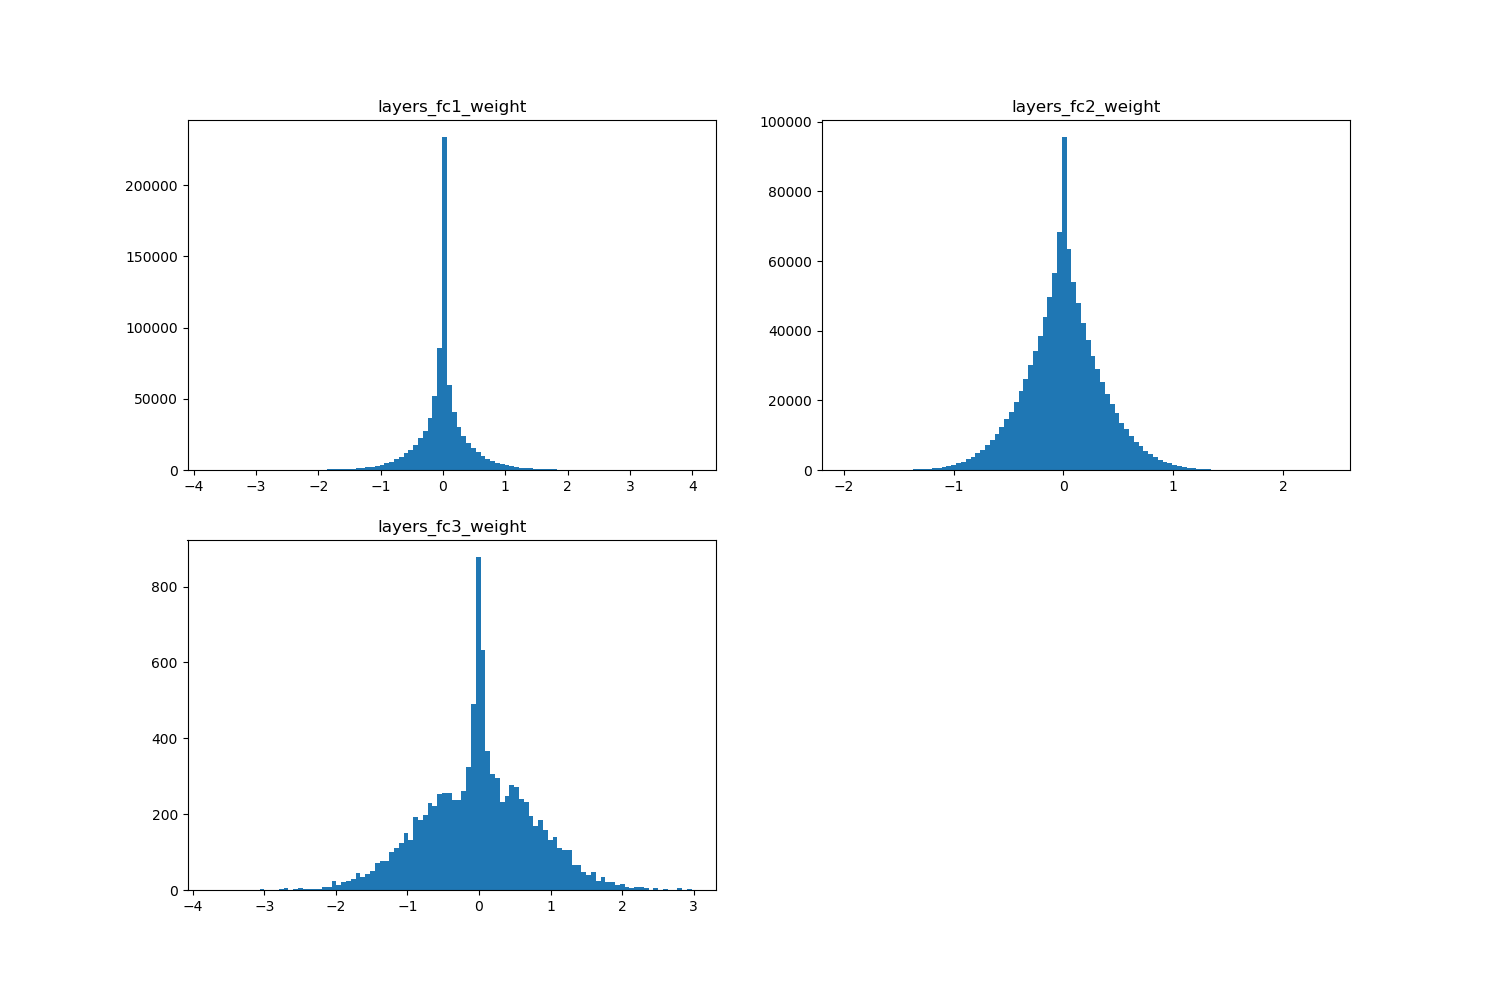 layers_fc1_weight
200000
150000
100000
50000
0
−4 −3 −2 −1 0 1 2 3 4
layers_fc2_weight
100000
80000
60000
40000
20000
0
−2 −1 0 1 2
layers_fc3_weight
800
600
400
200
0
−4 −3 −2 −1 0 1 2 3